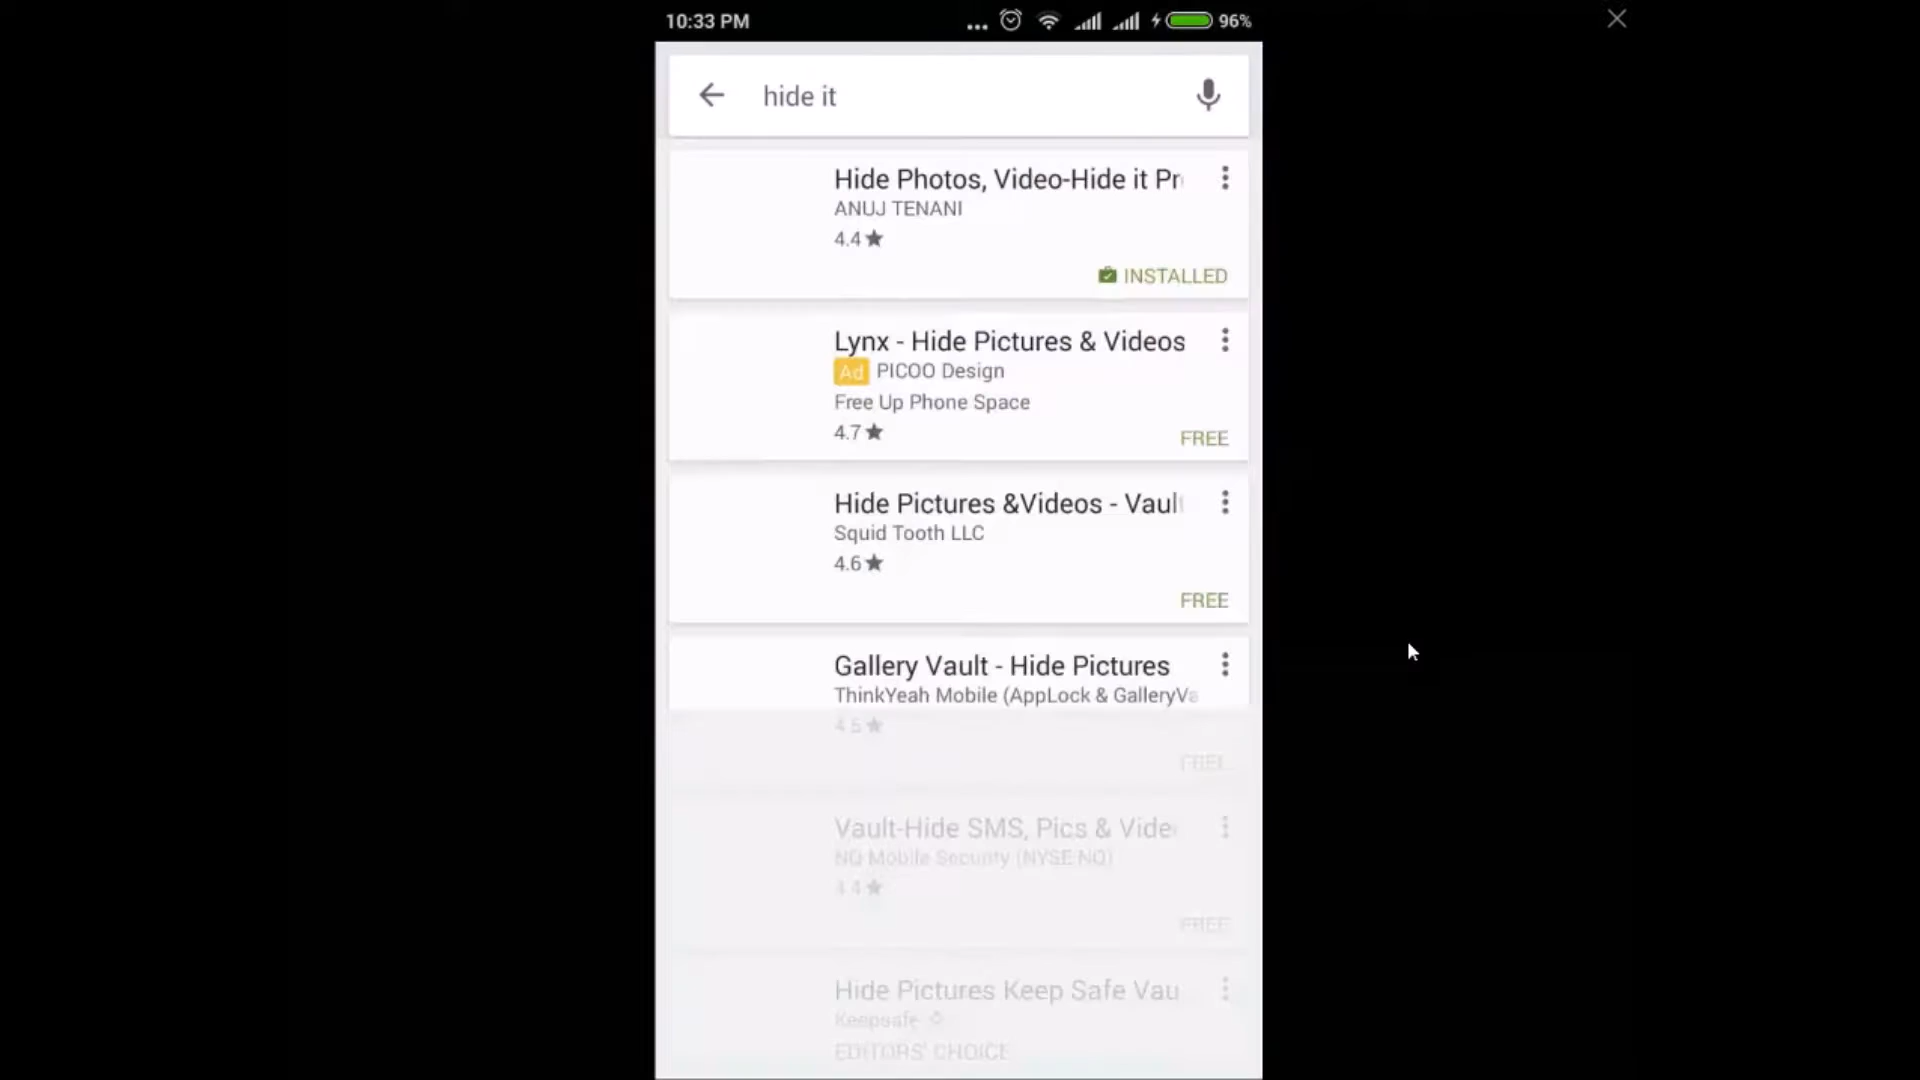 10:33 PM
96%
hide it
Hide Photos, Video-Hide it Pr
ANUJ TENANI
4.4★
INSTALLED
Lynx - Hide Pictures & Videos
Ad PICOO Design
Free Up Phone Space
4.7★
FREE
Hide Pictures &Videos - Vaul
Squid Tooth LLC
4.6★
FREE
Gallery Vault - Hide Pictures
ThinkYeah Mobile (AppLock & GalleryVa
4.5★
FREE
Vault-Hide SMS, Pics & Vide
NQ Mobile Security (NYSE:NQ)
4.4★
FREE
Hide Pictures Keep Safe Vau
Keepsafe
EDITORS' CHOICE